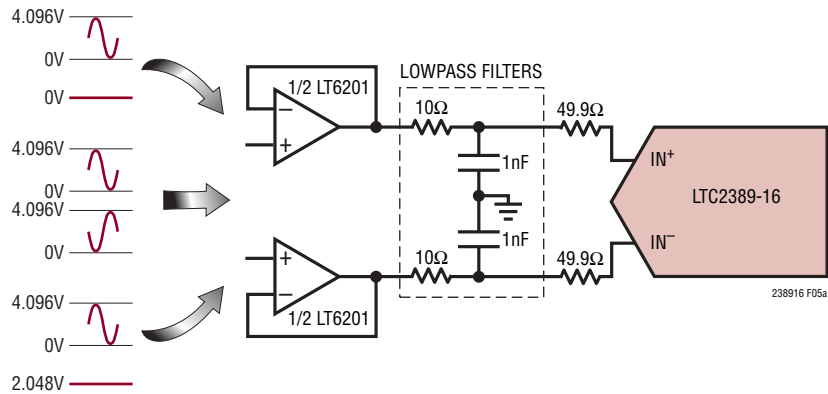 4.096V
0V
0V
4.096V
0V
4.096V
0V
4.096V
0V
2.048V
1/2 LT6201
−
+
LOWPASS FILTERS
10Ω
49.9Ω
1nF
IN+
LTC2389-16
1nF
IN−
10Ω
49.9Ω
+
−
1/2 LT6201
238916 F05a